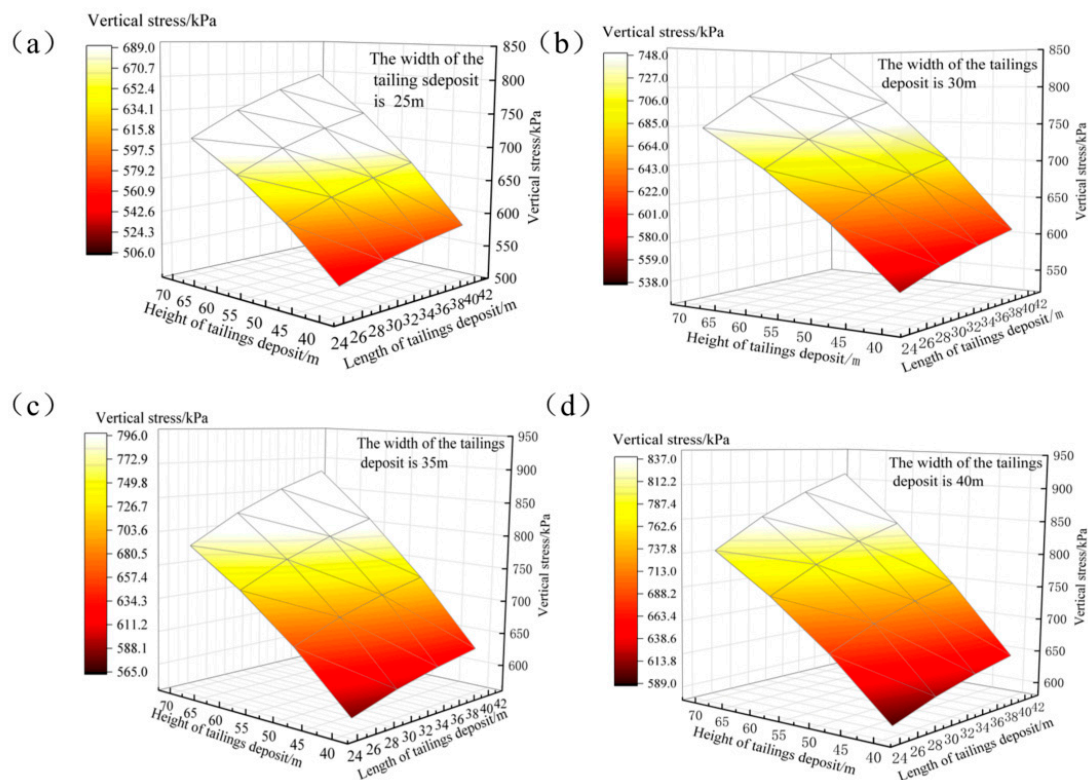 Vertical stress/kPa
(a)
689.0
670.7
652.4
634.1
615.8
597.5
579.2
560.9
542.6
524.3
506.0
The width of the
tailing sdeposit
is 25m
850
800
750
700
650
600
550
500
Vertical stress/kPa
70 65 60 55 50 45 40
Height of tailings deposit/m
24 26 28 30 32 34 36 38 40 42
Length of tailings deposit/m
Vertical stress/kPa
(b)
748.0
727.0
706.0
685.0
664.0
643.0
622.0
601.0
580.0
559.0
538.0
The width of the tailings
deposit is 30m
850
800
750
700
650
600
550
Vertical stress/kPa
70 65 60 55 50 45 40
Height of tailings deposit/m
24 26 28 30 32 34 36 38 40 42
Length of tailings deposit/m
(c)
Vertical stress/kPa
796.0
772.9
749.8
726.7
703.6
680.5
657.4
634.3
611.2
588.1
565.0
The width of the tailings
deposit is 35m
950
900
850
800
750
700
650
600
Vertical stress/kPa
70 65 60 55 50 45 40
Height of tailings deposit/m
24 26 28 30 32 34 36 38 40 42
Length of tailings deposit/m
(d)
Vertical stress/kPa
837.0
812.2
787.4
762.6
737.8
713.0
688.2
663.4
638.6
613.8
589.0
The width of the tailings
deposit is 40m
950
900
850
800
750
700
650
600
Vertical stress/kPa
70 65 60 55 50 45 40
Height of tailings deposit/m
24 26 28 30 32 34 36 38 40 42
Length of tailings deposit/m